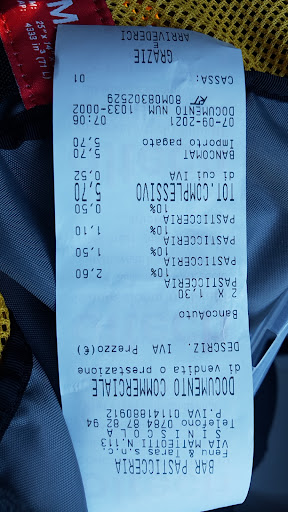 BAR PASTICCERIA
Fenu & Taras s.n.c.
VIA MATTEOTTI N.113
SINISCOLA
Telefono 0784 87 82 94
P.IVA 01141880912
DOCUMENTO COMMERCIALE
di vendita o prestazione
DESCRIZ. IVA Prezzo(€)
BancoAuto
2 X 1,30
PASTICCERIA
10% 2,60
PASTICCERIA
10% 1,50
PASTICCERIA
10% 1,10
PASTICCERIA
10% 0,50
TOT.COMPLESSIVO 5,70
di cui IVA 0,52
BANCOMAT 5,70
Importo pagato 5,70
07-09-2021 07:06
DOCUMENTO NUM 1033-0002
RT 80M08302529
CASSA: 01
GRAZIE
E
ARRIVEDERCI
M